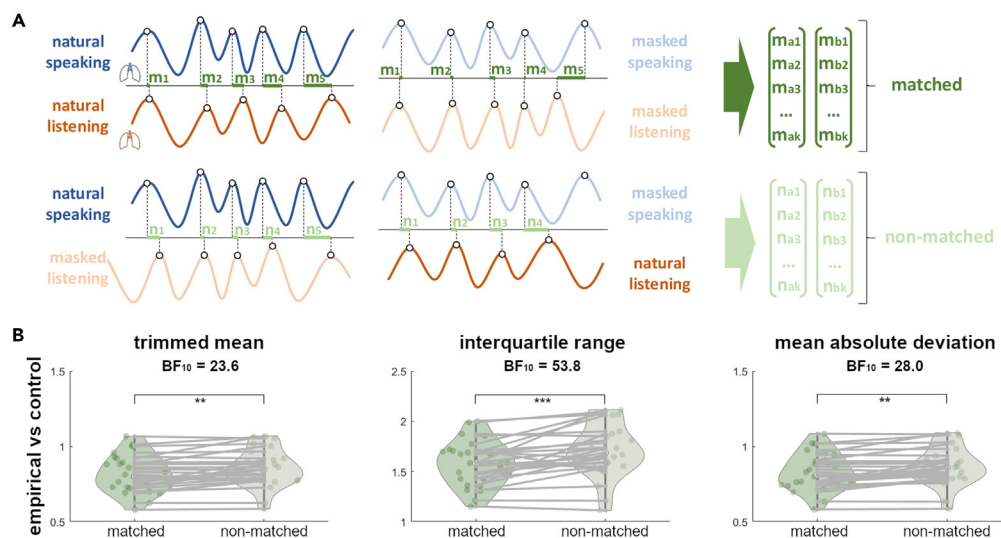 A
natural speaking
m1 m2 m3 m4 m5
natural listening
m1 m2 m3 m4 m5
masked speaking
masked listening
ma1 mb1
ma2 mb2
ma3 mb3
... ...
mak mbk
matched
natural speaking
n1 n2 n3 n4 n5
masked listening
n1 n2 n3 n4
masked speaking
natural listening
na1 nb1
na2 nb2
na3 nb3
... ...
nak nbk
non-matched
B
empirical vs control
trimmed mean
BF10 = 23.6
**
1.5
1
0.5
matched non-matched
interquartile range
BF10 = 53.8
***
2.5
2
1.5
1
matched non-matched
mean absolute deviation
BF10 = 28.0
**
1.5
1
0.5
matched non-matched